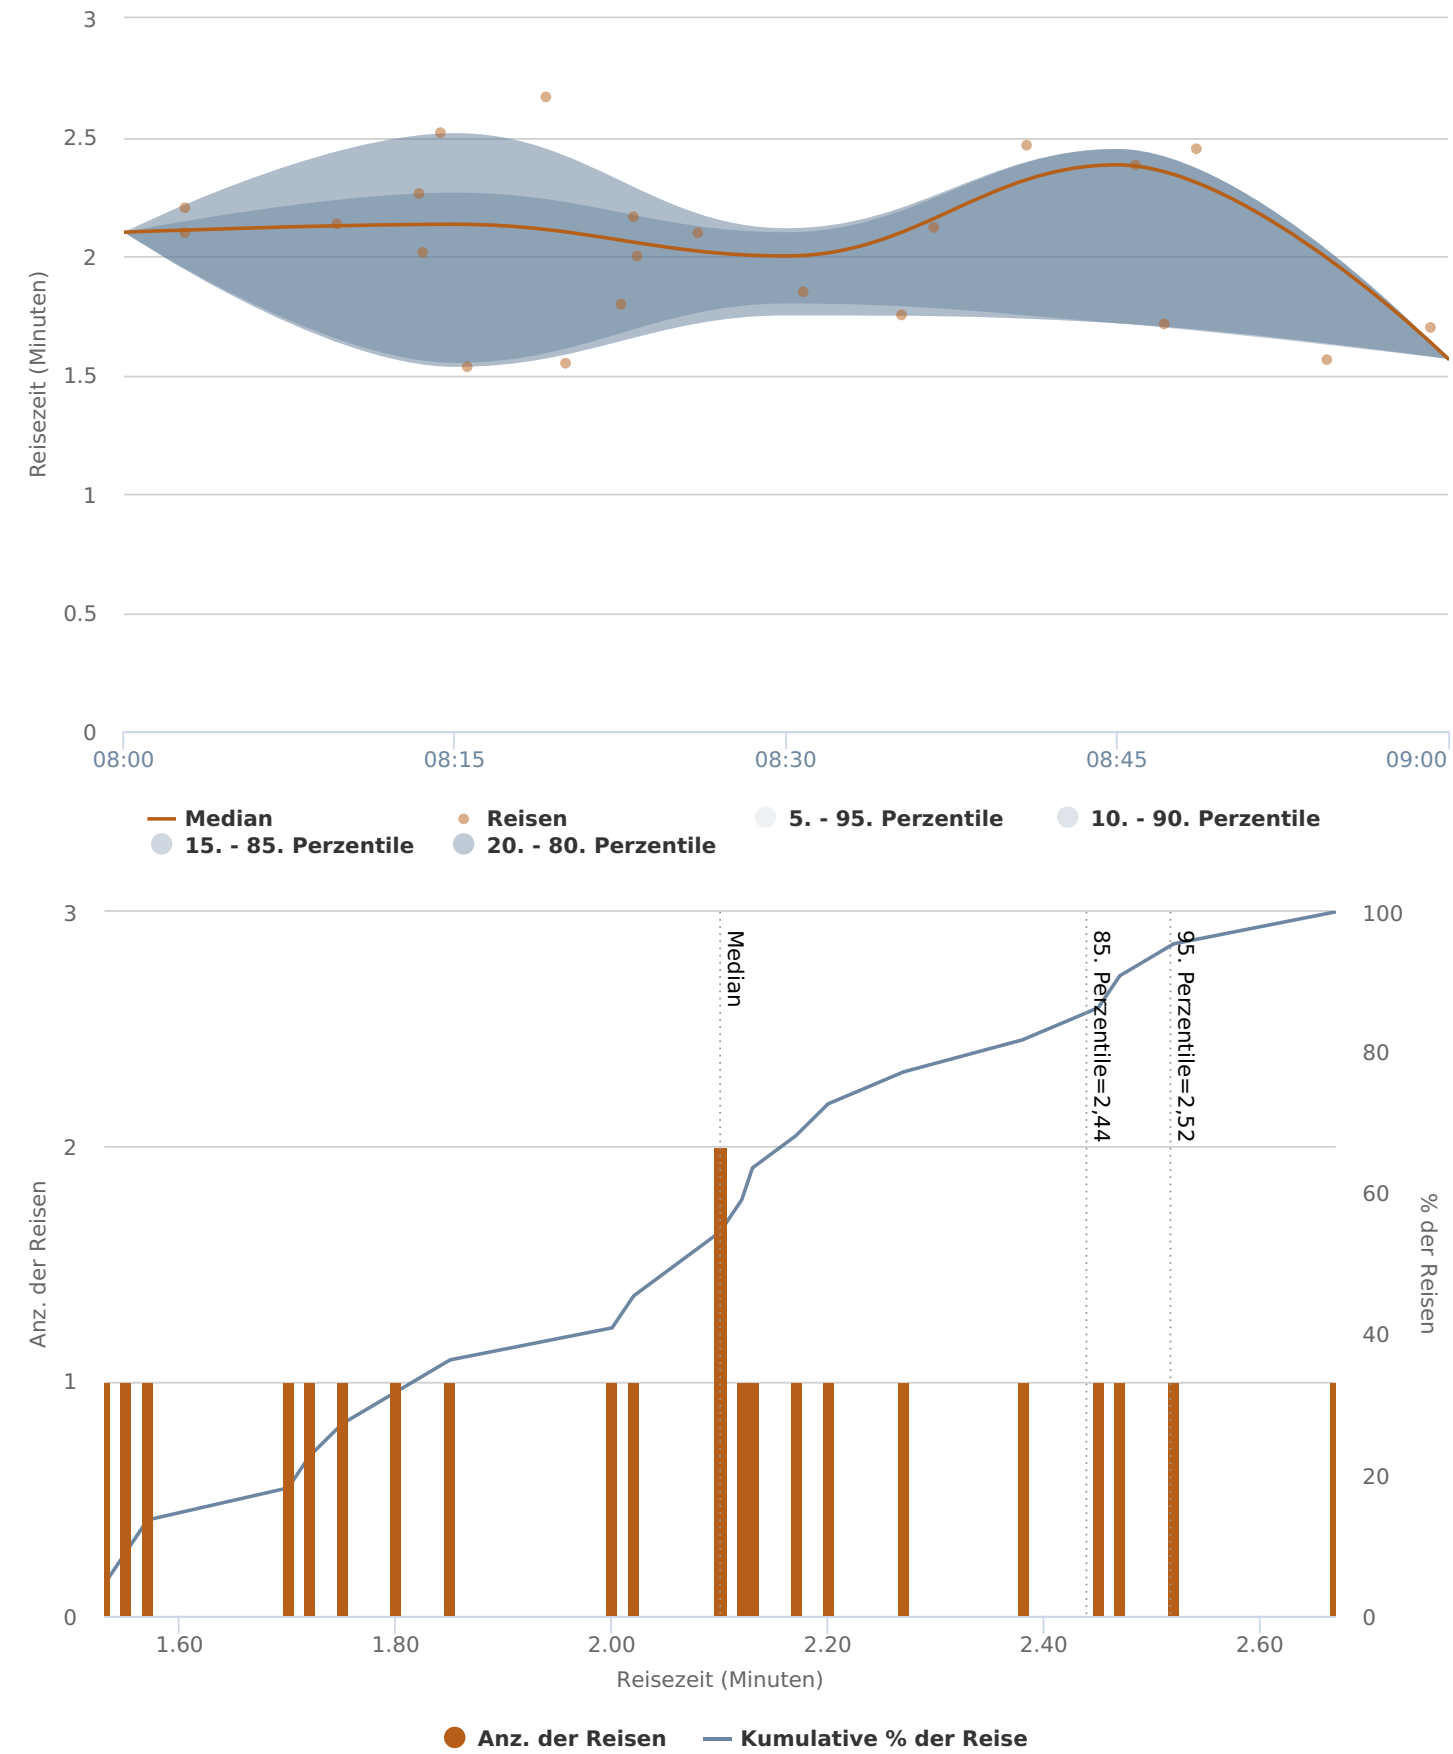 3
2.5
2
1.5
1
0.5
0
Reisezeit (Minuten)
08:00 08:15 08:30 08:45 09:00
Median Reisen 5. - 95. Perzentile 10. - 90. Perzentile
15. - 85. Perzentile 20. - 80. Perzentile
3
2
1
0
Anz. der Reisen
Median
85. Perzentile=2,44
95. Perzentile=2,52
100
80
60
40
20
0
% der Reisen
1.60 1.80 2.00 2.20 2.40 2.60
Reisezeit (Minuten)
Anz. der Reisen Kumulative % der Reise